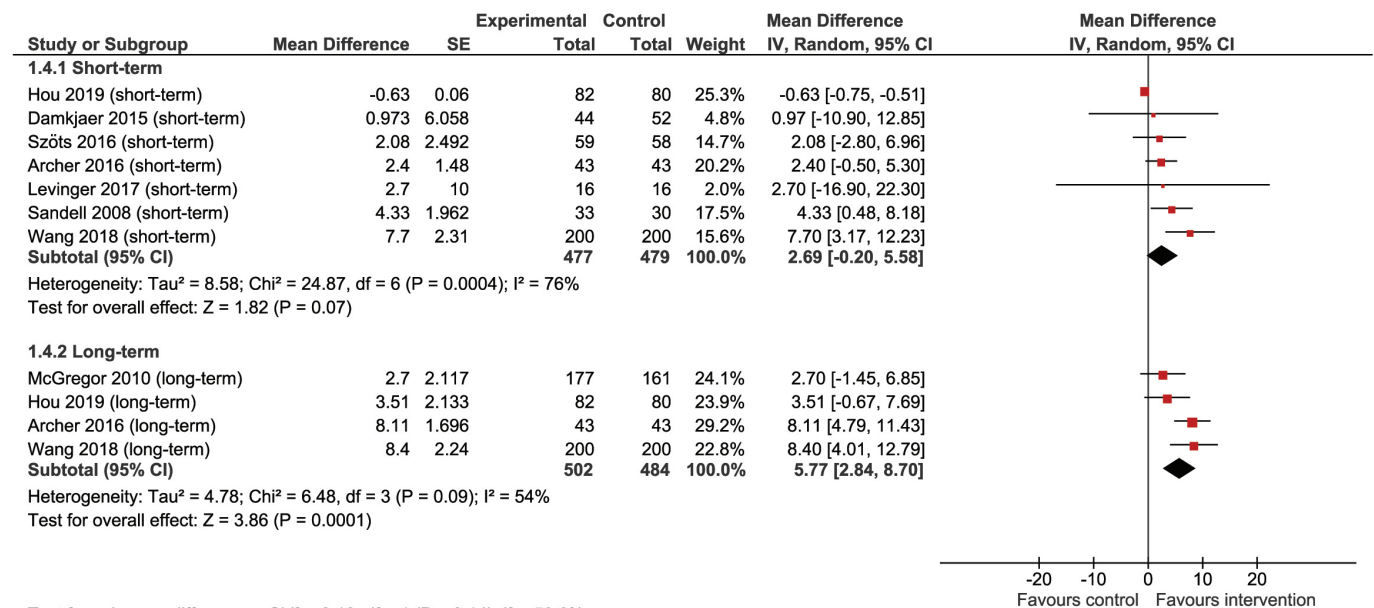 Experimental Control Mean Difference Mean Difference
Study or Subgroup Mean Difference SE Total Total Weight IV, Random, 95% CI IV, Random, 95% CI
1.4.1 Short-term
Hou 2019 (short-term) -0.63 0.06 82 80 25.3% -0.63 [-0.75, -0.51]
Damkjaer 2015 (short-term) 0.973 6.058 44 52 4.8% 0.97 [-10.90, 12.85]
Szöts 2016 (short-term) 2.08 2.492 59 58 14.7% 2.08 [-2.80, 6.96]
Archer 2016 (short-term) 2.4 1.48 43 43 20.2% 2.40 [-0.50, 5.30]
Levinger 2017 (short-term) 2.7 10 16 16 2.0% 2.70 [-16.90, 22.30]
Sandell 2008 (short-term) 4.33 1.962 33 30 17.5% 4.33 [0.48, 8.18]
Wang 2018 (short-term) 7.7 2.31 200 200 15.6% 7.70 [3.17, 12.23]
Subtotal (95% CI) 477 479 100.0% 2.69 [-0.20, 5.58]
Heterogeneity: Tau² = 8.58; Chi² = 24.87, df = 6 (P = 0.0004); I² = 76%
Test for overall effect: Z = 1.82 (P = 0.07)
1.4.2 Long-term
McGregor 2010 (long-term) 2.7 2.117 177 161 24.1% 2.70 [-1.45, 6.85]
Hou 2019 (long-term) 3.51 2.133 82 80 23.9% 3.51 [-0.67, 7.69]
Archer 2016 (long-term) 8.11 1.696 43 43 29.2% 8.11 [4.79, 11.43]
Wang 2018 (long-term) 8.4 2.24 200 200 22.8% 8.40 [4.01, 12.79]
Subtotal (95% CI) 502 484 100.0% 5.77 [2.84, 8.70]
Heterogeneity: Tau² = 4.78; Chi² = 6.48, df = 3 (P = 0.09); I² = 54%
Test for overall effect: Z = 3.86 (P = 0.0001)
-20 -10 0 10 20
Favours control Favours intervention